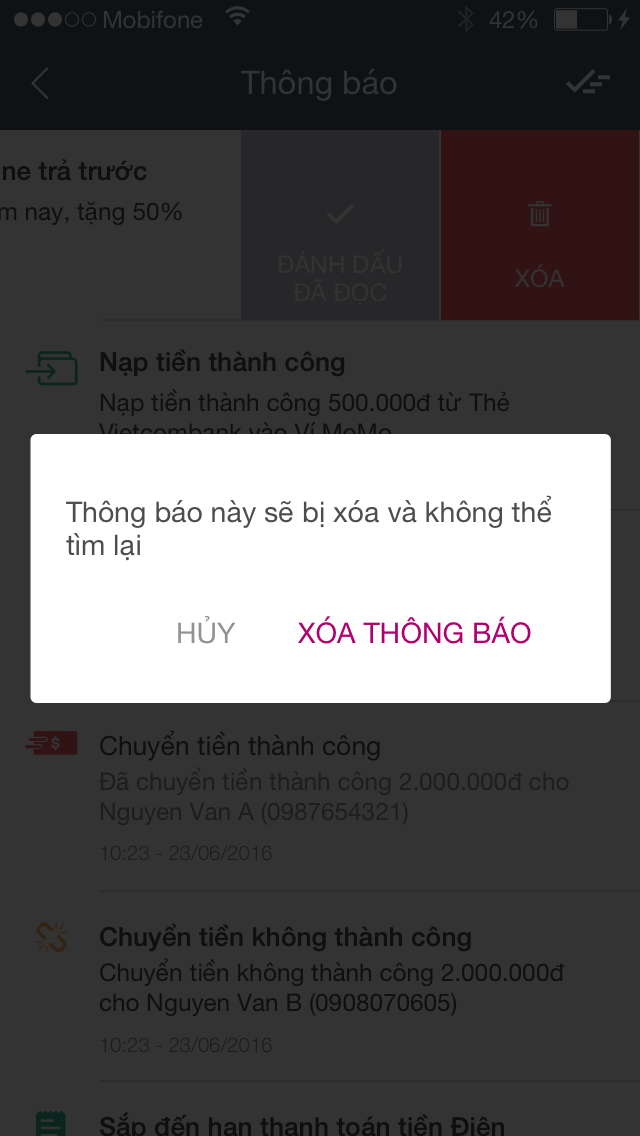 Mobifone
42%
Thông báo
ne trả trước
m nay, tặng 50%
ĐÁNH DẤU
ĐÃ ĐỌC
XÓA
Nạp tiền thành công
Nạp tiền thành công 500.000đ từ Thẻ
Vietcombank vào Ví MoMo
Thông báo này sẽ bị xóa và không thể
tìm lại
HỦY
XÓA THÔNG BÁO
Chuyển tiền thành công
Đã chuyển tiền thành công 2.000.000đ cho
Nguyen Van A (0987654321)
10:23 - 23/06/2016
Chuyển tiền không thành công
Chuyển tiền không thành công 2.000.000đ
cho Nguyen Van B (0908070605)
10:23 - 23/06/2016
Sắp đến hạn thanh toán tiền Điện